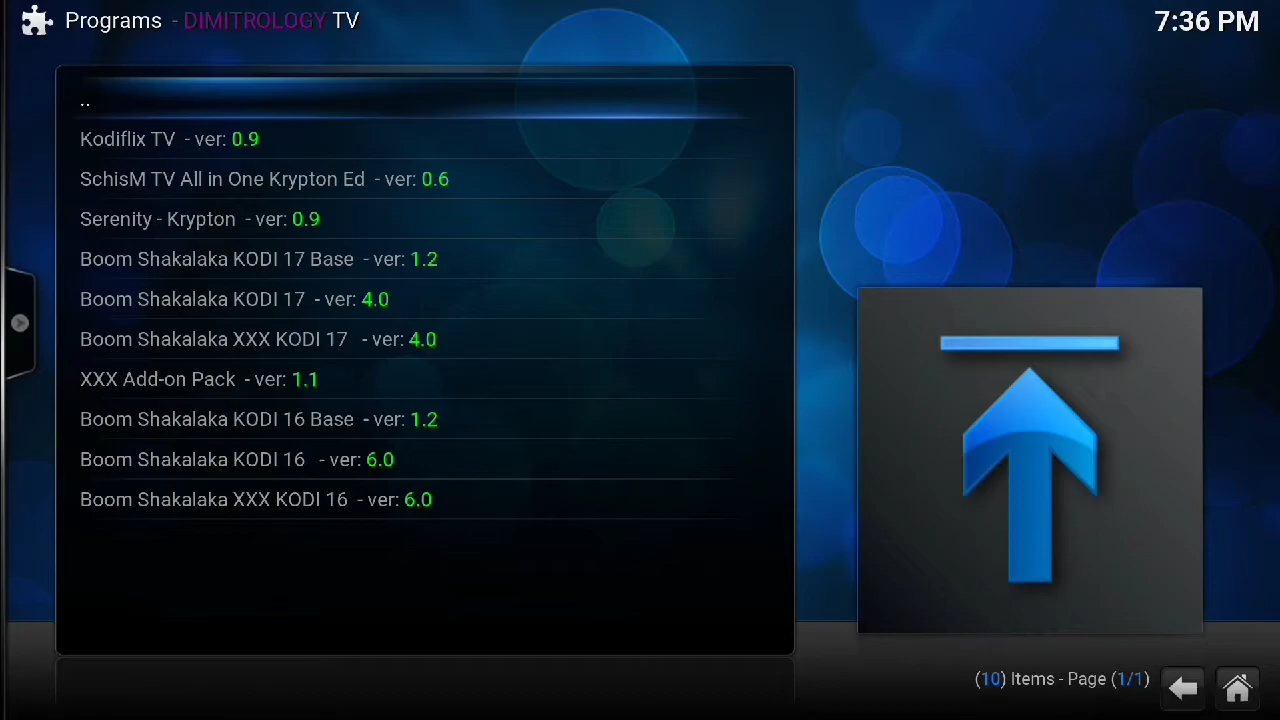 Programs - DIMITROLOGY TV
7:36 PM
..
Kodiflix TV - ver: 0.9
SchisM TV All in One Krypton Ed - ver: 0.6
Serenity - Krypton - ver: 0.9
Boom Shakalaka KODI 17 Base - ver: 1.2
Boom Shakalaka KODI 17 - ver: 4.0
Boom Shakalaka XXX KODI 17 - ver: 4.0
XXX Add-on Pack - ver: 1.1
Boom Shakalaka KODI 16 Base - ver: 1.2
Boom Shakalaka KODI 16 - ver: 6.0
Boom Shakalaka XXX KODI 16 - ver: 6.0
(10) Items - Page (1/1)